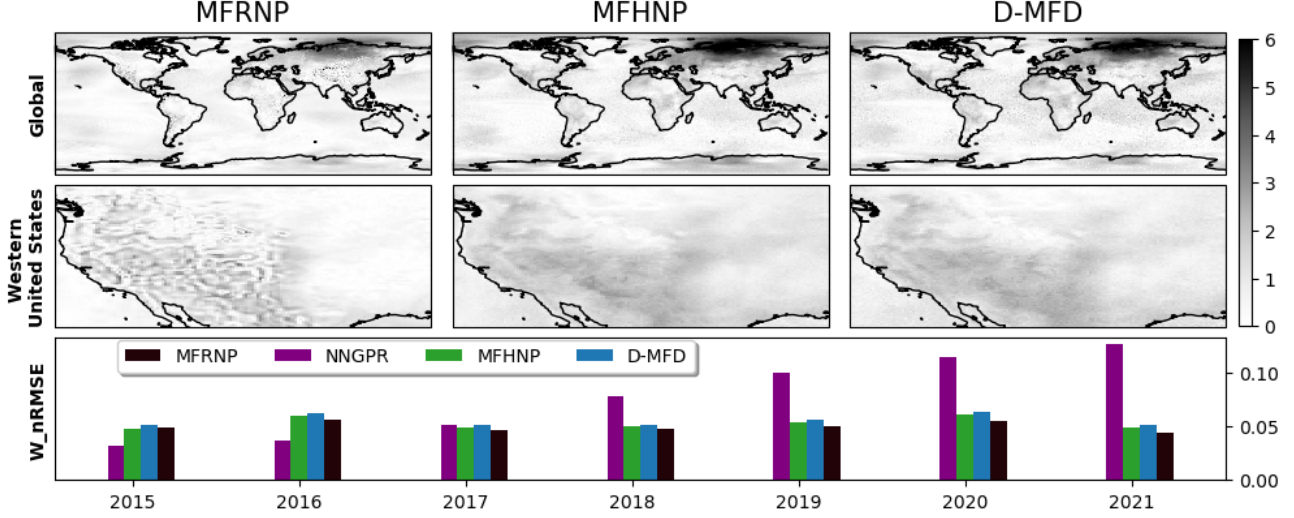 MFRNP MFHNP D-MFD
Global
Western
United States
6
5
4
3
2
1
0
W_nRMSE
MFRNP NNGPR MFHNP D-MFD
0.10
0.05
0.00
2015 2016 2017 2018 2019 2020 2021